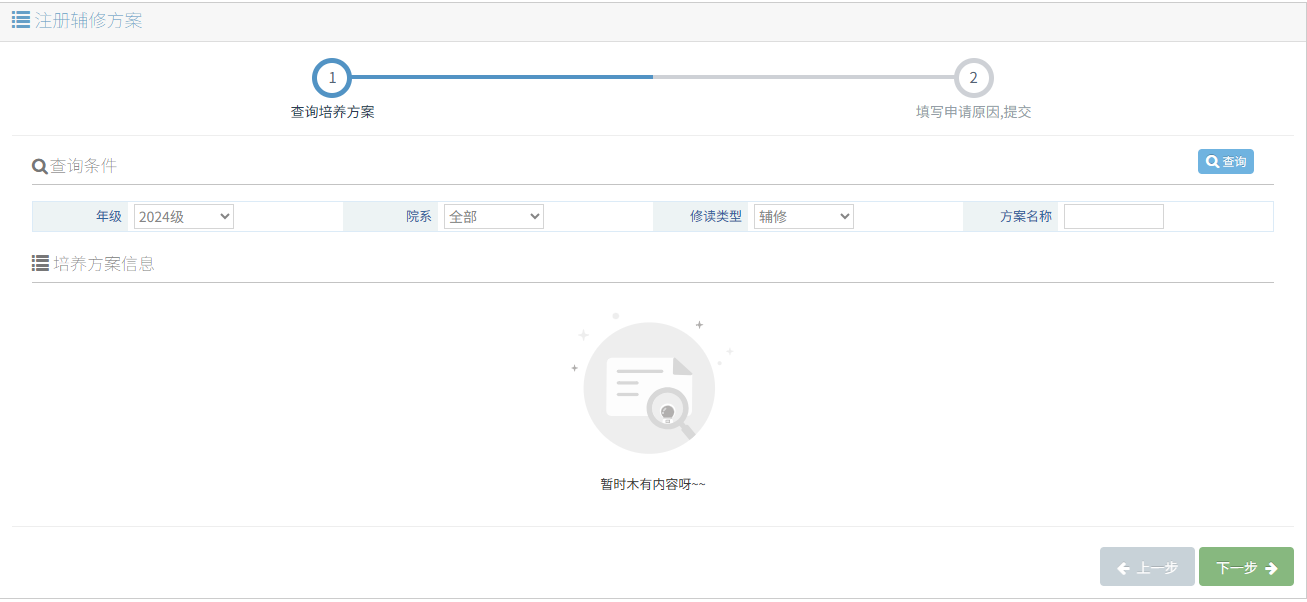 注册辅修方案
1
2
查询培养方案
填写申请原因,提交
查询条件
查询
年级 2024级 院系 全部 修读类型 辅修 方案名称
培养方案信息
暂时木有内容呀~~
上一步 下一步